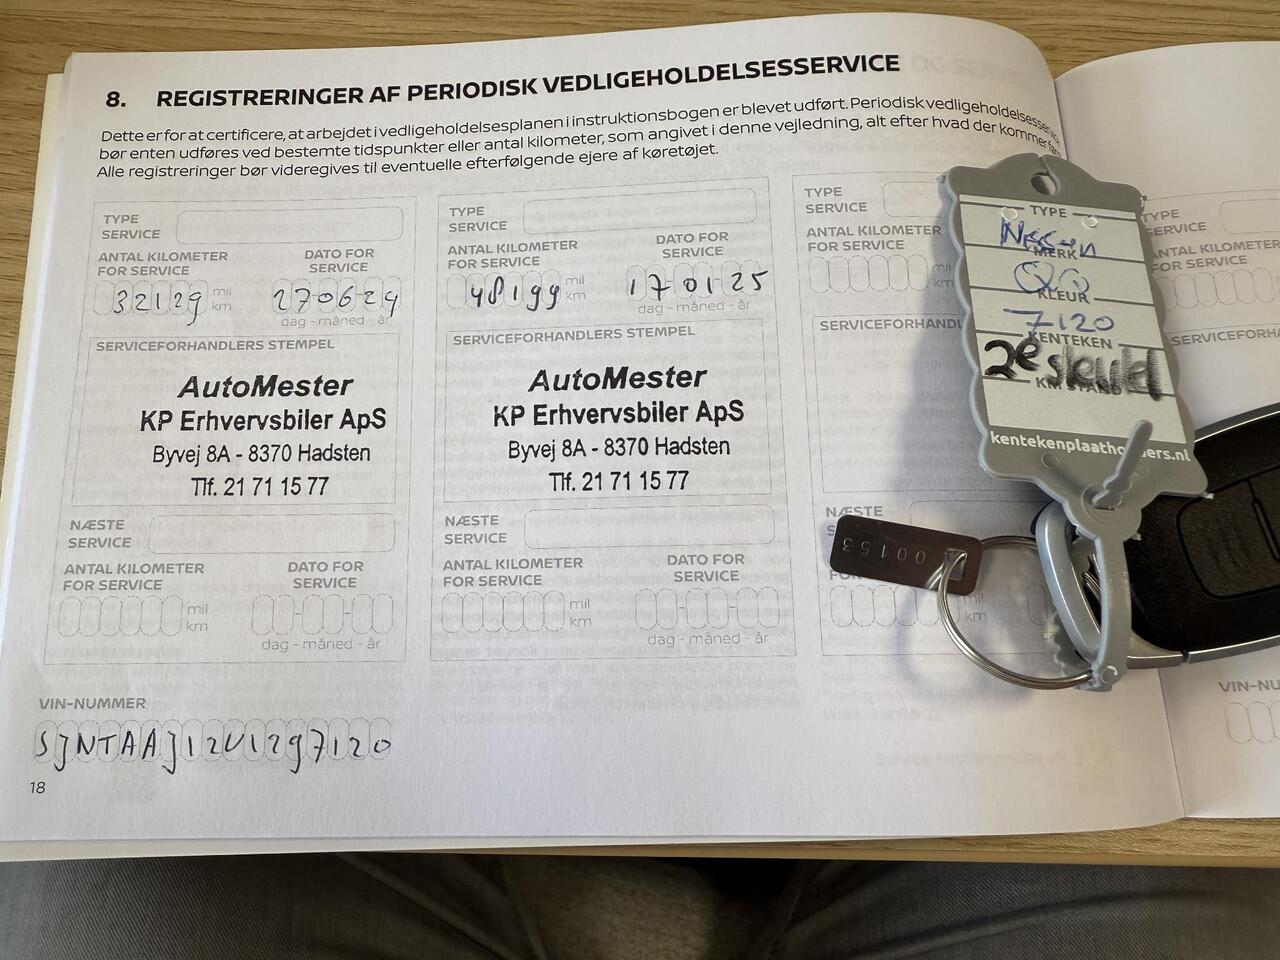 8. REGISTRERINGER AF PERIODISK VEDLIGEHOLDELSESSERVICE
Dette er for at certificere, at arbejdet i vedligeholdelsesplanen i instruktionsbogen er blevet udført. Periodisk vedligeholdelsesservice
bør enten udføres ved bestemte tidspunkter eller antal kilometer, som angivet i denne vejledning, alt efter hvad der kommer
Alle registreringer bør videregives til eventuelle efterfølgende ejere af køretøjet.
TYPE
SERVICE
ANTAL KILOMETER
FOR SERVICE
DATO FOR
SERVICE
32129 mil
km
270624
dag - måned - år
SERVICEFORHANDLERS STEMPEL
AutoMester
KP Erhvervsbiler ApS
Byvej 8A - 8370 Hadsten
Tlf. 21 71 15 77
NÆSTE
SERVICE
ANTAL KILOMETER
FOR SERVICE
DATO FOR
SERVICE
mil
km
dag - måned - år
TYPE
SERVICE
ANTAL KILOMETER
FOR SERVICE
DATO FOR
SERVICE
48199 mil
km
170125
dag - måned - år
SERVICEFORHANDLERS STEMPEL
AutoMester
KP Erhvervsbiler ApS
Byvej 8A - 8370 Hadsten
Tlf. 21 71 15 77
NÆSTE
SERVICE
ANTAL KILOMETER
FOR SERVICE
DATO FOR
SERVICE
mil
km
dag - måned - år
TYPE
SERVICE
ANTAL KILOMETER
FOR SERVICE
mil
km
SERVICEFORHANDL
NÆSTE
mil
km
VIN-NUMMER
SJNTAAJ12U1297120
18
TYPE
MERK
KLEUR
7120
KENTEKEN
2e sleutel
KM STAND
kentekenplaathouders.nl
00153
TYPE
SERVICE
ANTAL KILOMETER
FOR SERVICE
SERVICEFORHA
VIN-NU